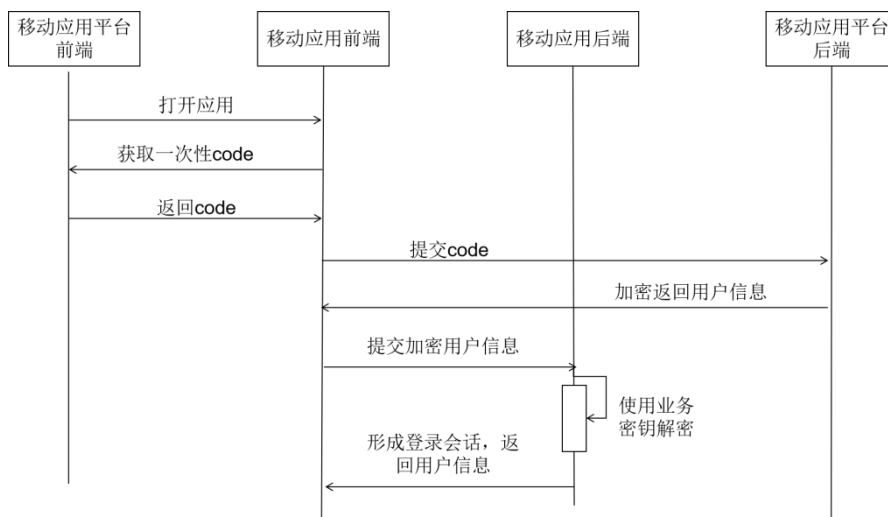 移动应用平台
前端
移动应用前端
移动应用后端
移动应用平台
后端
打开应用
获取一次性code
返回code
提交code
加密返回用户信息
提交加密用户信息
使用业务
密钥解密
形成登录会话，返
回用户信息